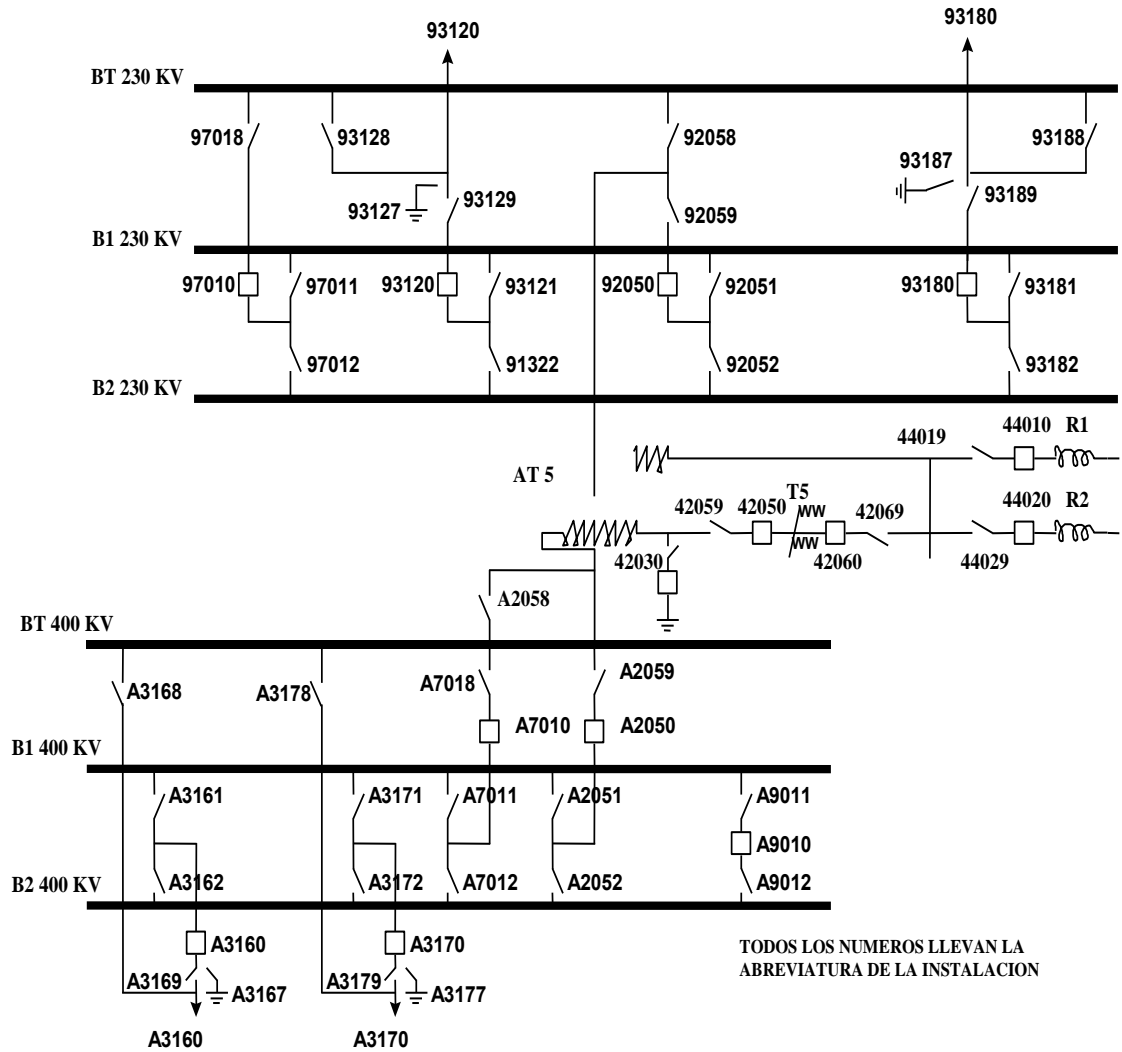 93120
93180
BT 230 KV
97018
93128
92058
93188
93187
93127
93129
92059
93189
B1 230 KV
97010
97011
93120
93121
92050
92051
93180
93181
97012
91322
92052
93182
B2 230 KV
44019
44010
R1
AT 5
42059
42050
T5
WW
42069
44020
R2
42030
WW
42060
44029
A2058
BT 400 KV
A3168
A3178
A7018
A2059
A7010
A2050
B1 400 KV
A3161
A3171
A7011
A2051
A9011
A9010
A3162
A3172
A7012
A2052
A9012
B2 400 KV
A3160
A3170
TODOS LOS NUMEROS LLEVAN LA
ABREVIATURA DE LA INSTALACION
A3169
A3167
A3179
A3177
A3160
A3170